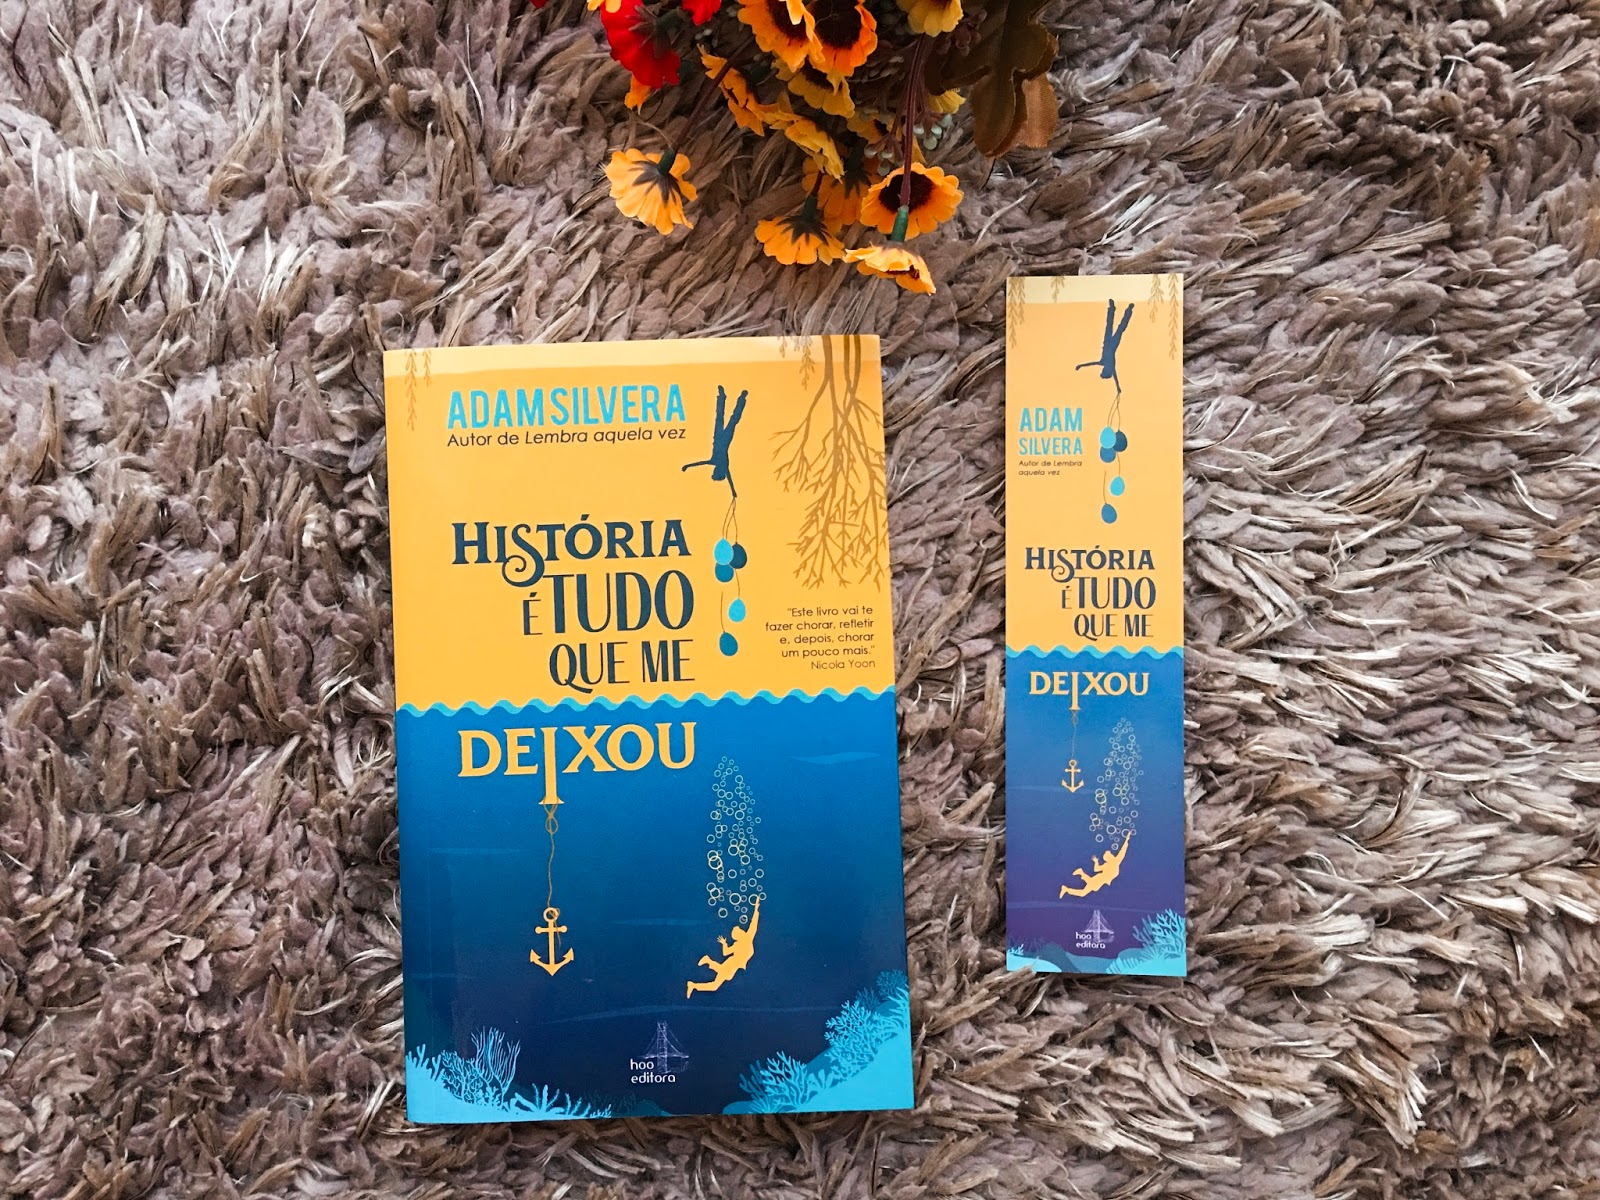 ADAM SILVERA
Autor de Lembra aquela vez
HISTÓRIA
É TUDO
QUE ME
"Este livro vai te
fazer chorar, refletir
e, depois, chorar
um pouco mais."
Nicola Yoon
DEIXOU
hoo
editora
ADAM
SILVERA
Autor de Lembra
aquela vez
HISTÓRIA
É TUDO
QUE ME
DEIXOU
hoo
editora